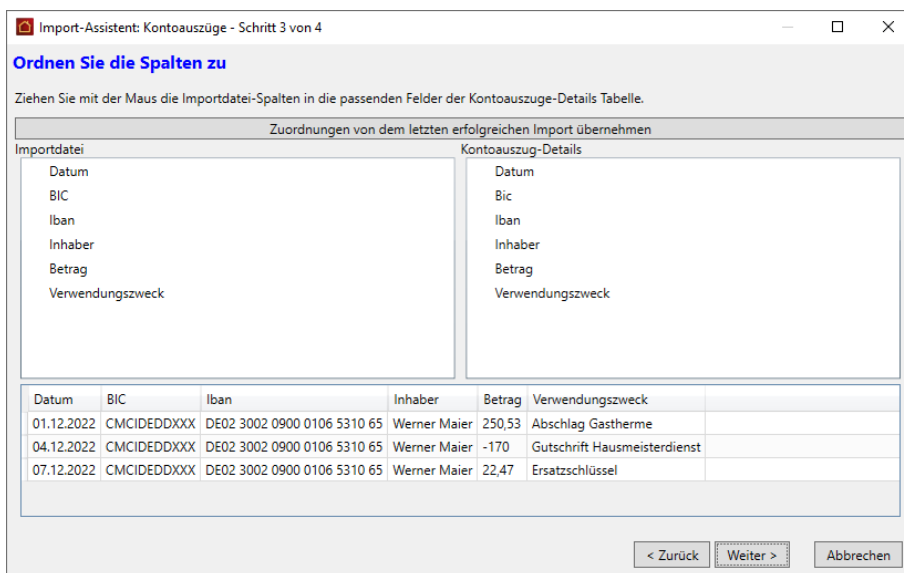 Import-Assistent: Kontoauszüge - Schritt 3 von 4
Ordnen Sie die Spalten zu
Ziehen Sie mit der Maus die Importdatei-Spalten in die passenden Felder der Kontoauszuge-Details Tabelle.
Zuordnungen von dem letzten erfolgreichen Import übernehmen
Importdatei
Datum
BIC
Iban
Inhaber
Betrag
Verwendungszweck
Kontoauszug-Details
Datum
Bic
Iban
Inhaber
Betrag
Verwendungszweck
Datum BIC Iban Inhaber Betrag Verwendungszweck
01.12.2022 CMCIDEDDXXX DE02 3002 0900 0106 5310 65 Werner Maier 250,53 Abschlag Gastherme
04.12.2022 CMCIDEDDXXX DE02 3002 0900 0106 5310 65 Werner Maier -170 Gutschrift Hausmeisterdienst
07.12.2022 CMCIDEDDXXX DE02 3002 0900 0106 5310 65 Werner Maier 22,47 Ersatzschlüssel
< Zurück Weiter > Abbrechen